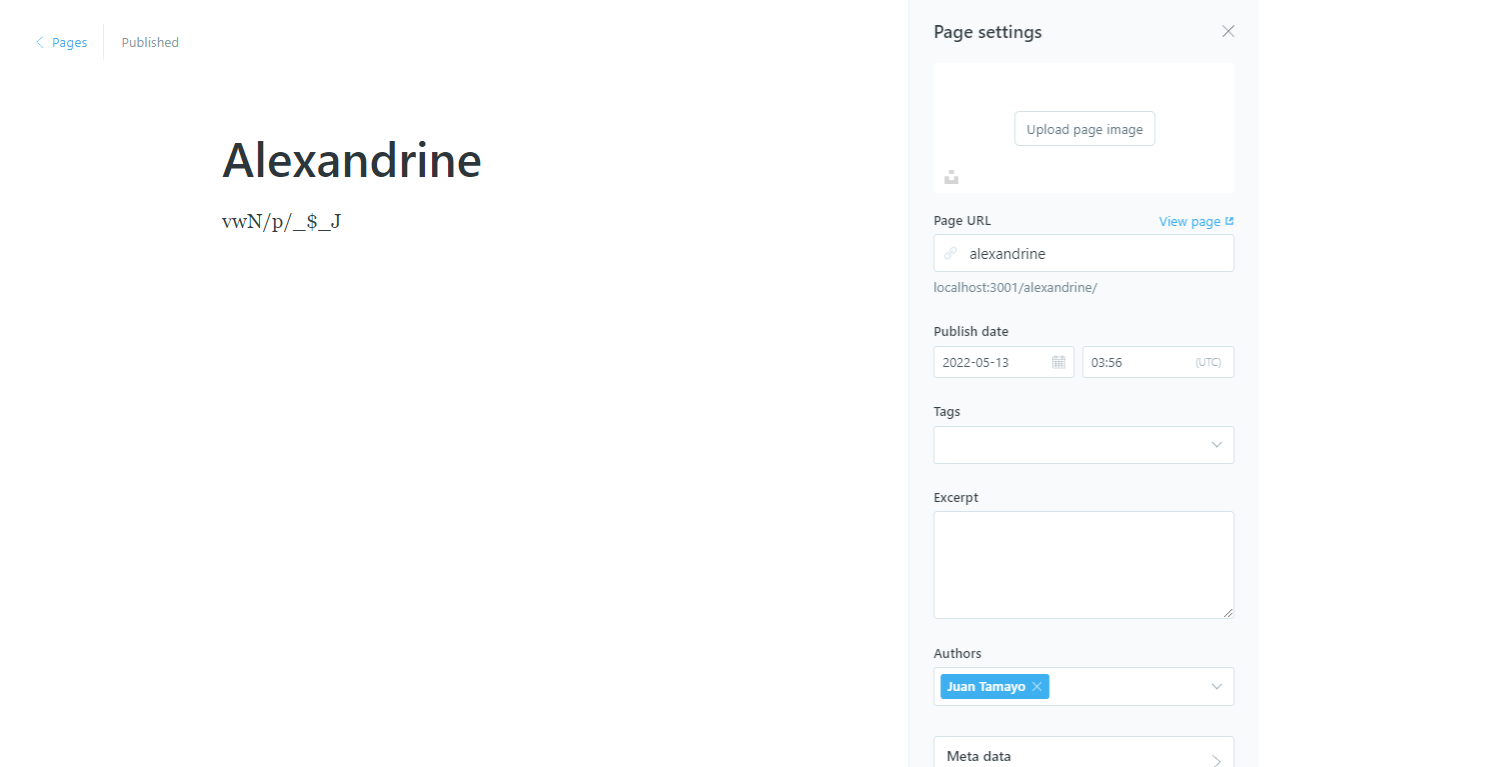 Pages
Published
Alexandrine
vwN/p/_$_J
Page settings
Upload page image
Page URL
View page
alexandrine
localhost:3001/alexandrine/
Publish date
2022-05-13
03:56
(UTC)
Tags
Excerpt
Authors
Juan Tamayo
Meta data